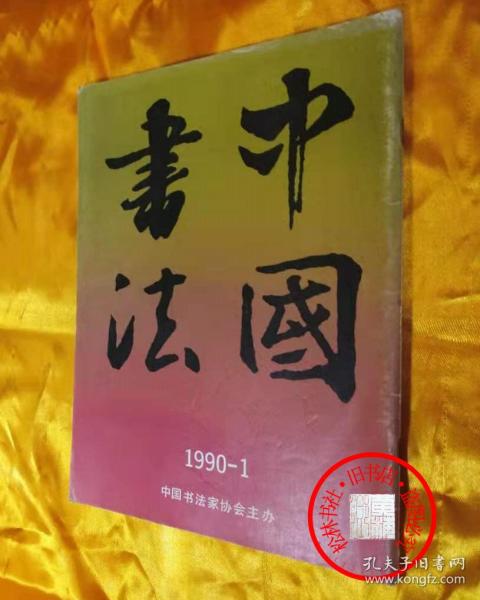 中國
書法
1990-1
中国书法家协会主办
孔夫子旧书网
www.kongfz.com